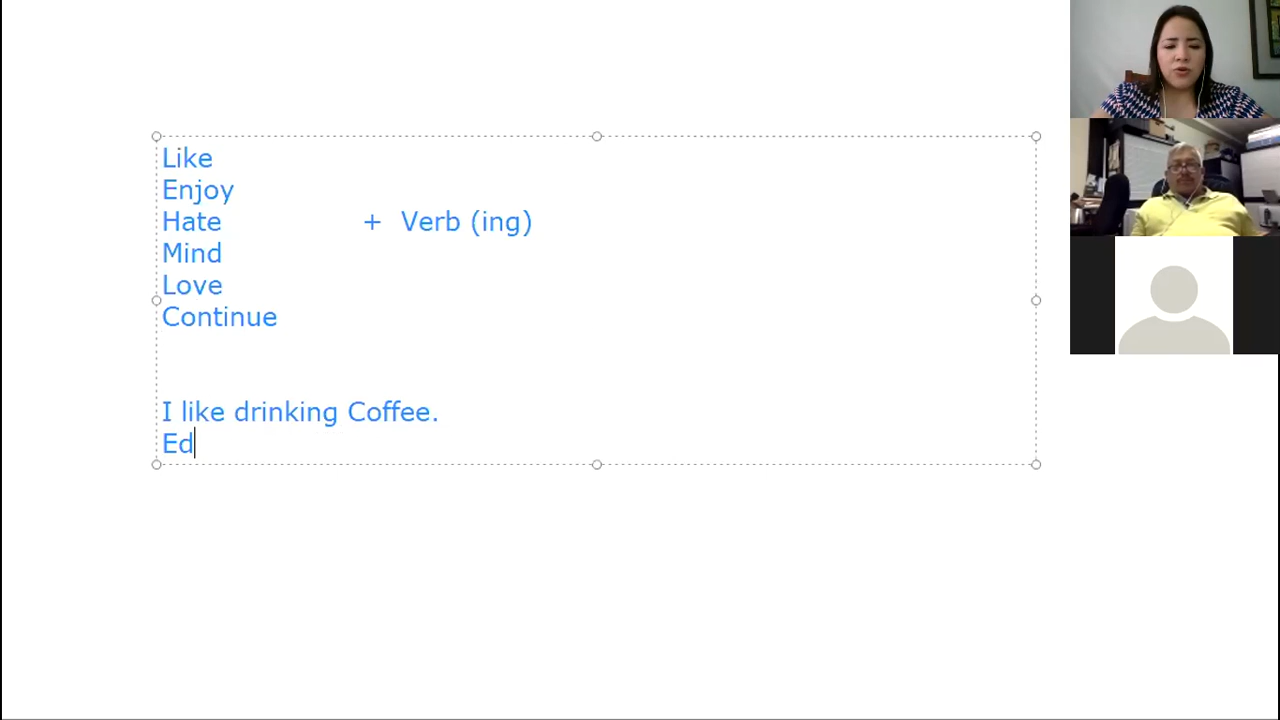 Like
Enjoy
Hate + Verb (ing)
Mind
Love
Continue
I like drinking Coffee.
Ed